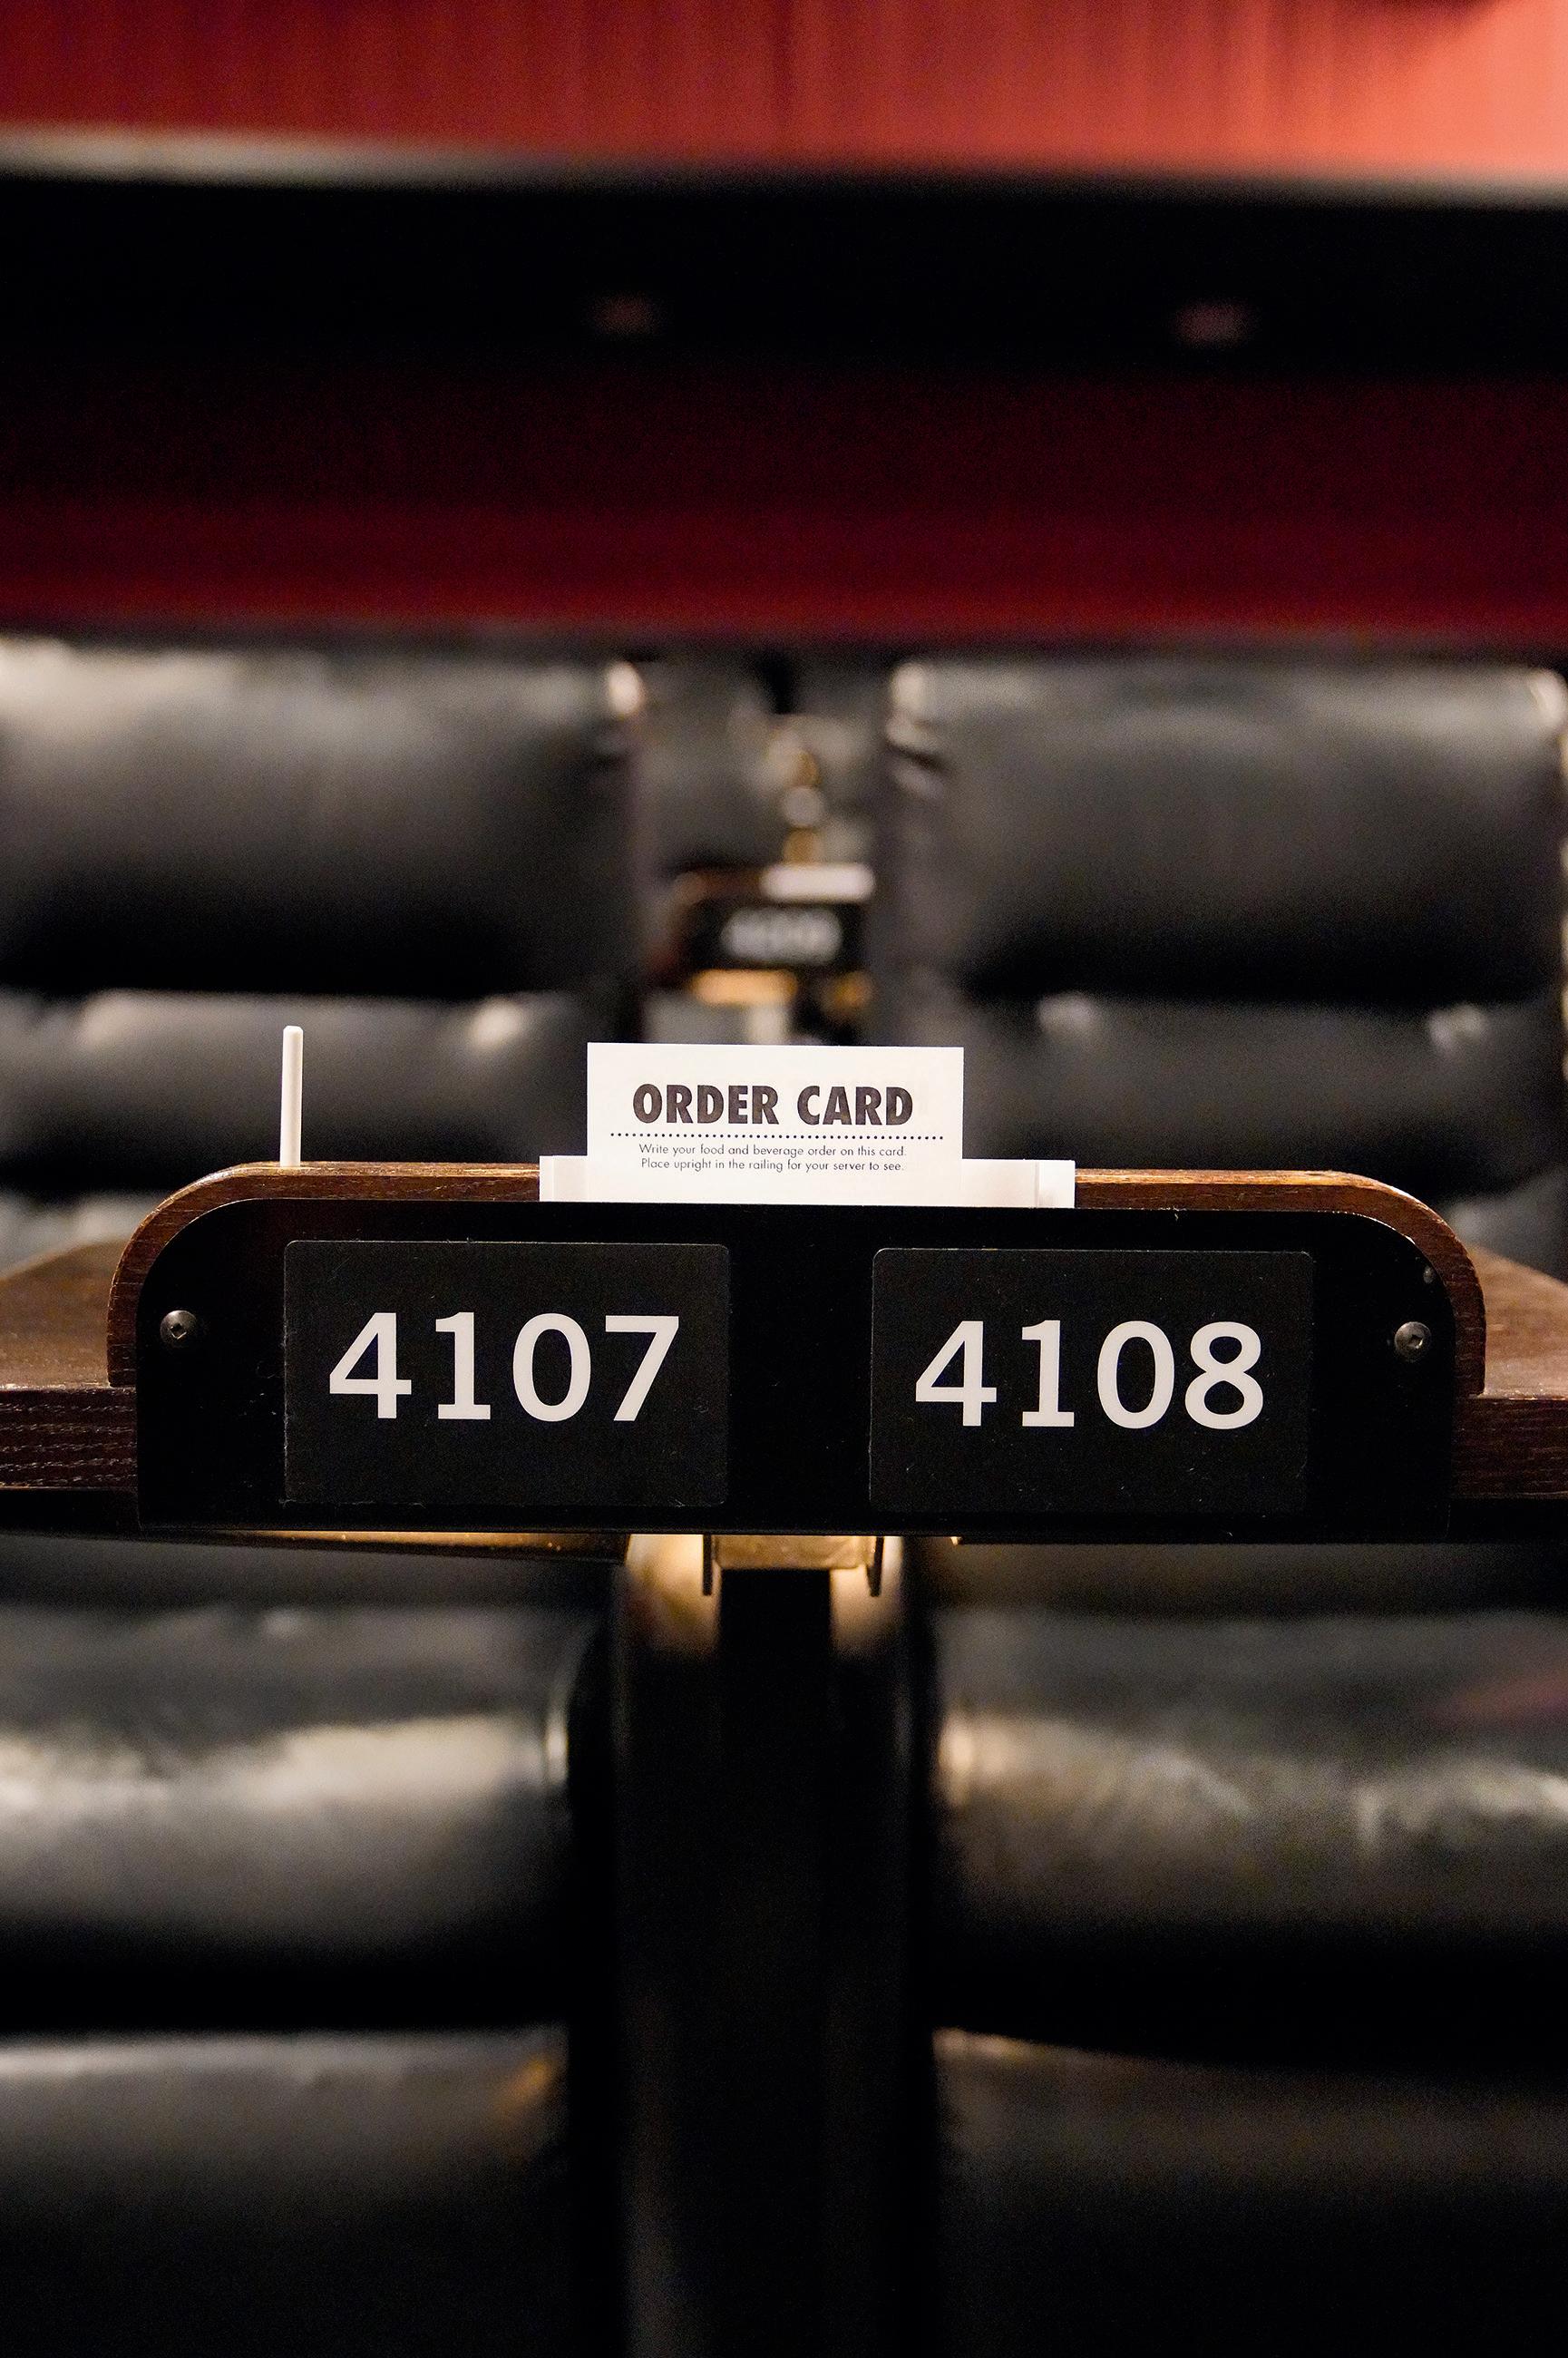 ORDER CARD
Write your food and beverage order on this card.
Place upright in the railing for your server to see.
4107
4108